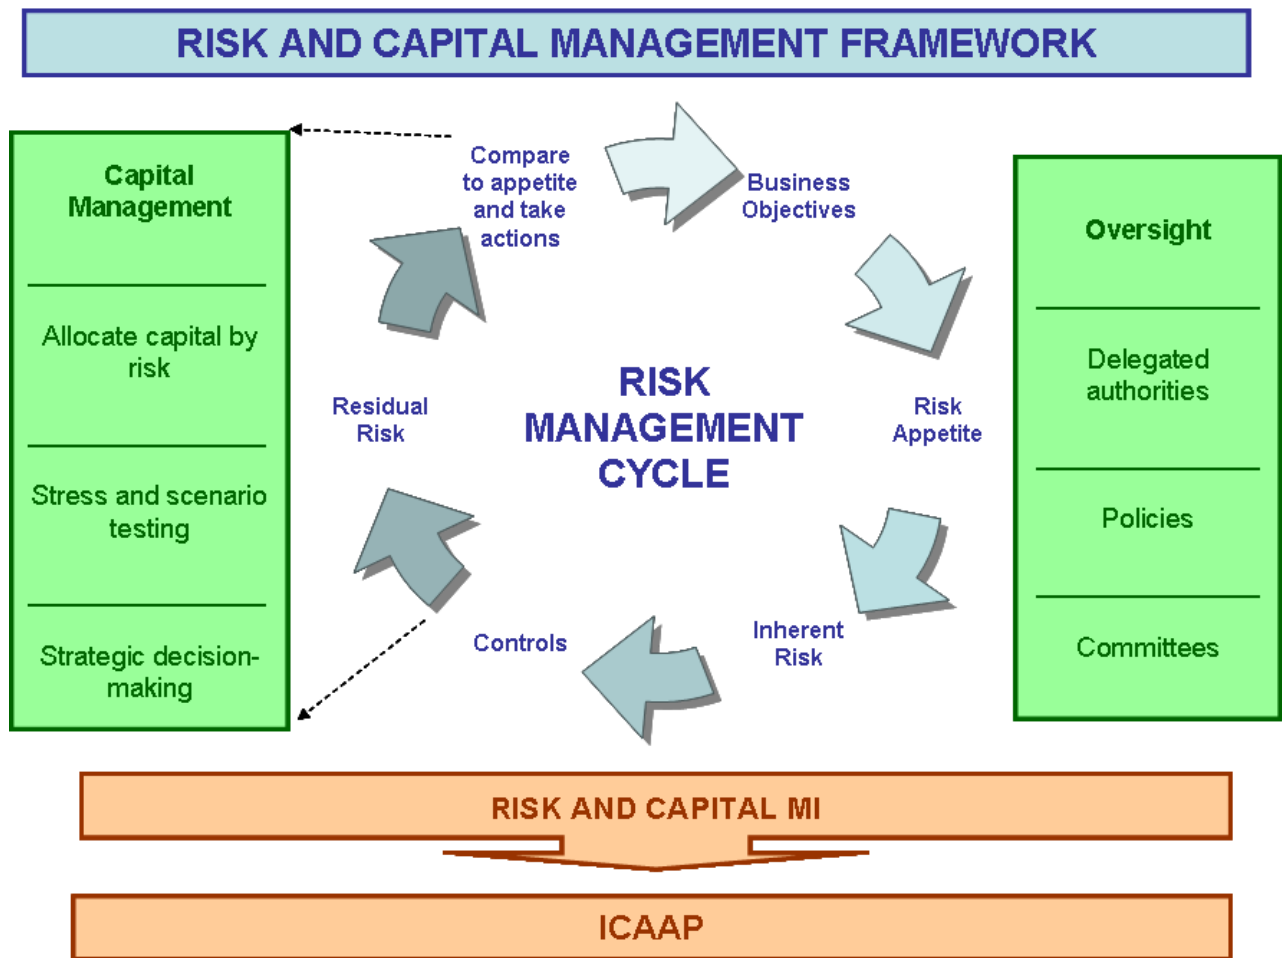 RISK AND CAPITAL MANAGEMENT FRAMEWORK
Capital
Management
Allocate capital by
risk
Stress and scenario
testing
Strategic decision-
making
Compare
to appetite
and take
actions
Business
Objectives
Risk
Appetite
Inherent
Risk
Controls
Residual
Risk
RISK
MANAGEMENT
CYCLE
Oversight
Delegated
authorities
Policies
Committees
RISK AND CAPITAL MI
ICAAP